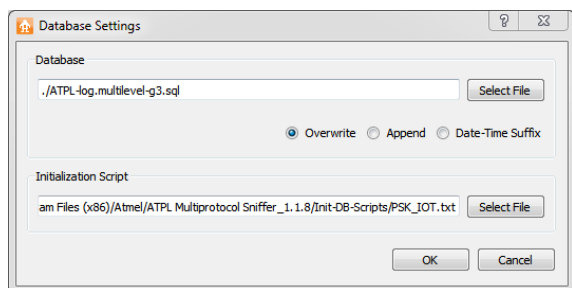 Database Settings
Database
./ATPL-log.multilevel-g3.sql
Select File
Overwrite
Append
Date-Time Suffix
Initialization Script
am Files (x86)/Atmel/ATPL Multiprotocol Sniffer_1.1.8/Init-DB-Scripts/PSK_IOT.txt
Select File
OK
Cancel